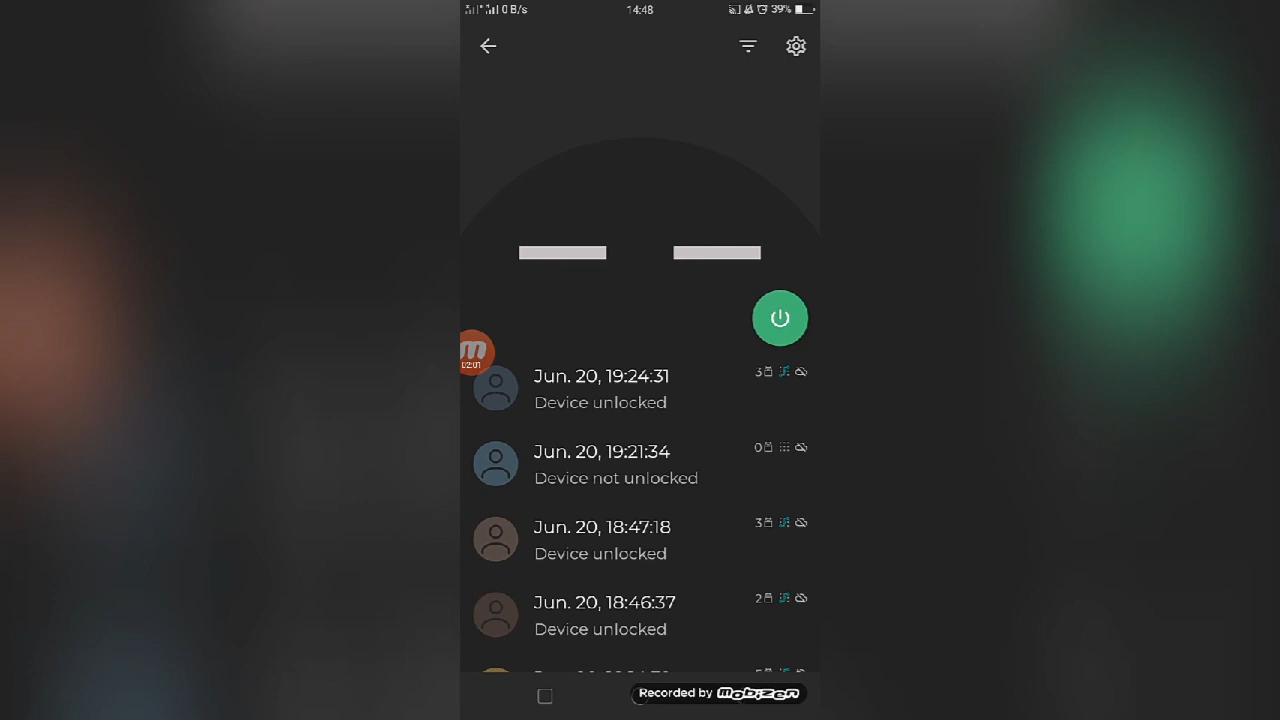 0 B/s 14:48 39%
m
02:01
Jun. 20, 19:24:31 3
Device unlocked
Jun. 20, 19:21:34 0
Device not unlocked
Jun. 20, 18:47:18 3
Device unlocked
Jun. 20, 18:46:37 2
Device unlocked
Recorded by mobizen